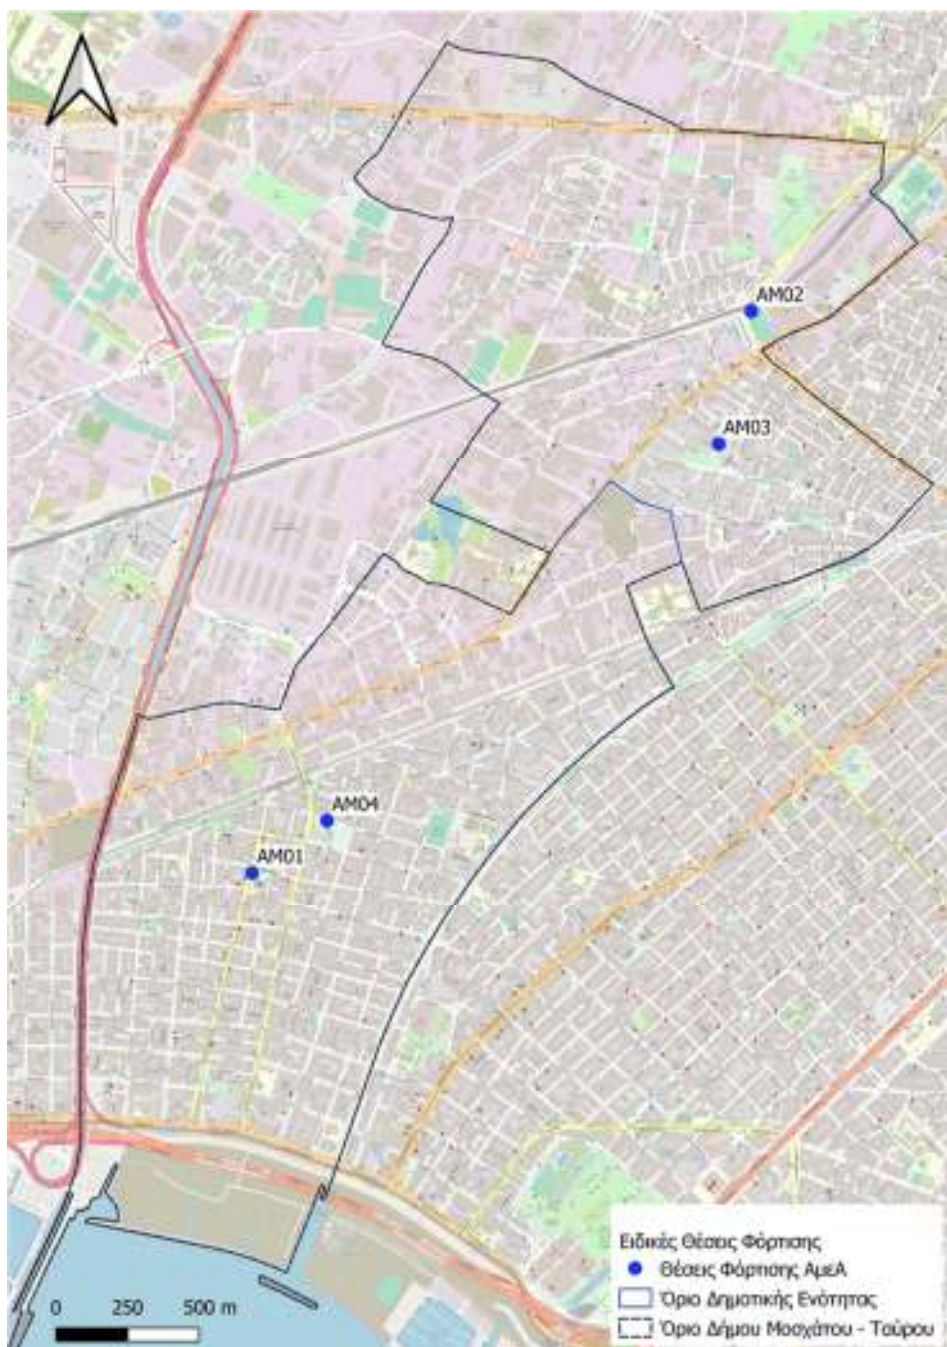 AM02
AM03
AM04
AM01
Ειδικές Θέσεις Φόρτισης
Θέσεις Φόρτισης ΑμεΑ
Όριο Δημοτικής Ενότητας
Όριο Δήμου Μοσχάτου - Ταύρου
0 250 500 m